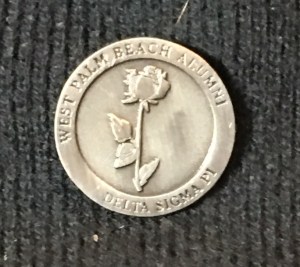 WEST PALM BEACH ALUMNI
DELTA SIGMA PI